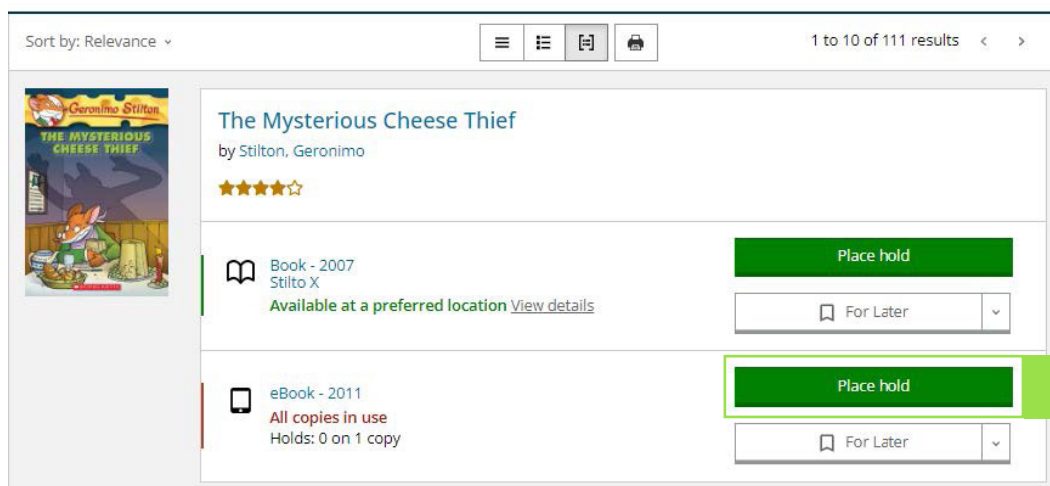 Sort by: Relevance
1 to 10 of 111 results
Geronimo Stilton
THE MYSTERIOUS
CHEESE THIEF
SCHOLASTIC
The Mysterious Cheese Thief
by Stilton, Geronimo
Book - 2007
Stilto X
Available at a preferred location View details
Place hold
For Later
eBook - 2011
All copies in use
Holds: 0 on 1 copy
Place hold
For Later